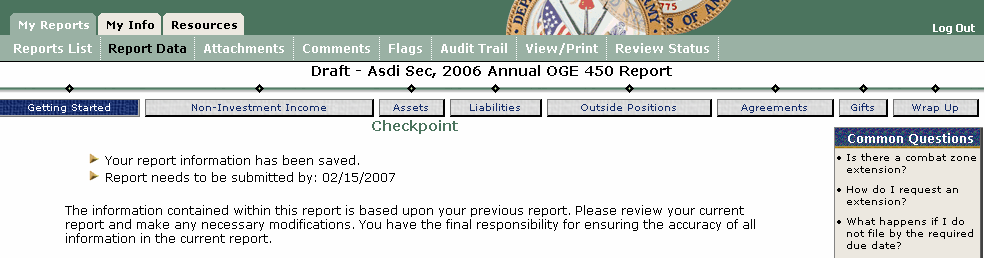 My Reports My Info Resources
Log Out
Reports List Report Data Attachments Comments Flags Audit Trail View/Print Review Status
Draft - Asdi Sec, 2006 Annual OGE 450 Report
Getting Started Non-Investment Income Assets Liabilities Outside Positions Agreements Gifts Wrap Up
Checkpoint
Your report information has been saved.
Report needs to be submitted by: 02/15/2007
The information contained within this report is based upon your previous report. Please review your current
report and make any necessary modifications. You have the final responsibility for ensuring the accuracy of all
information in the current report.
Common Questions
• Is there a combat zone
extension?
• How do I request an
extension?
• What happens if I do
not file by the required
due date?